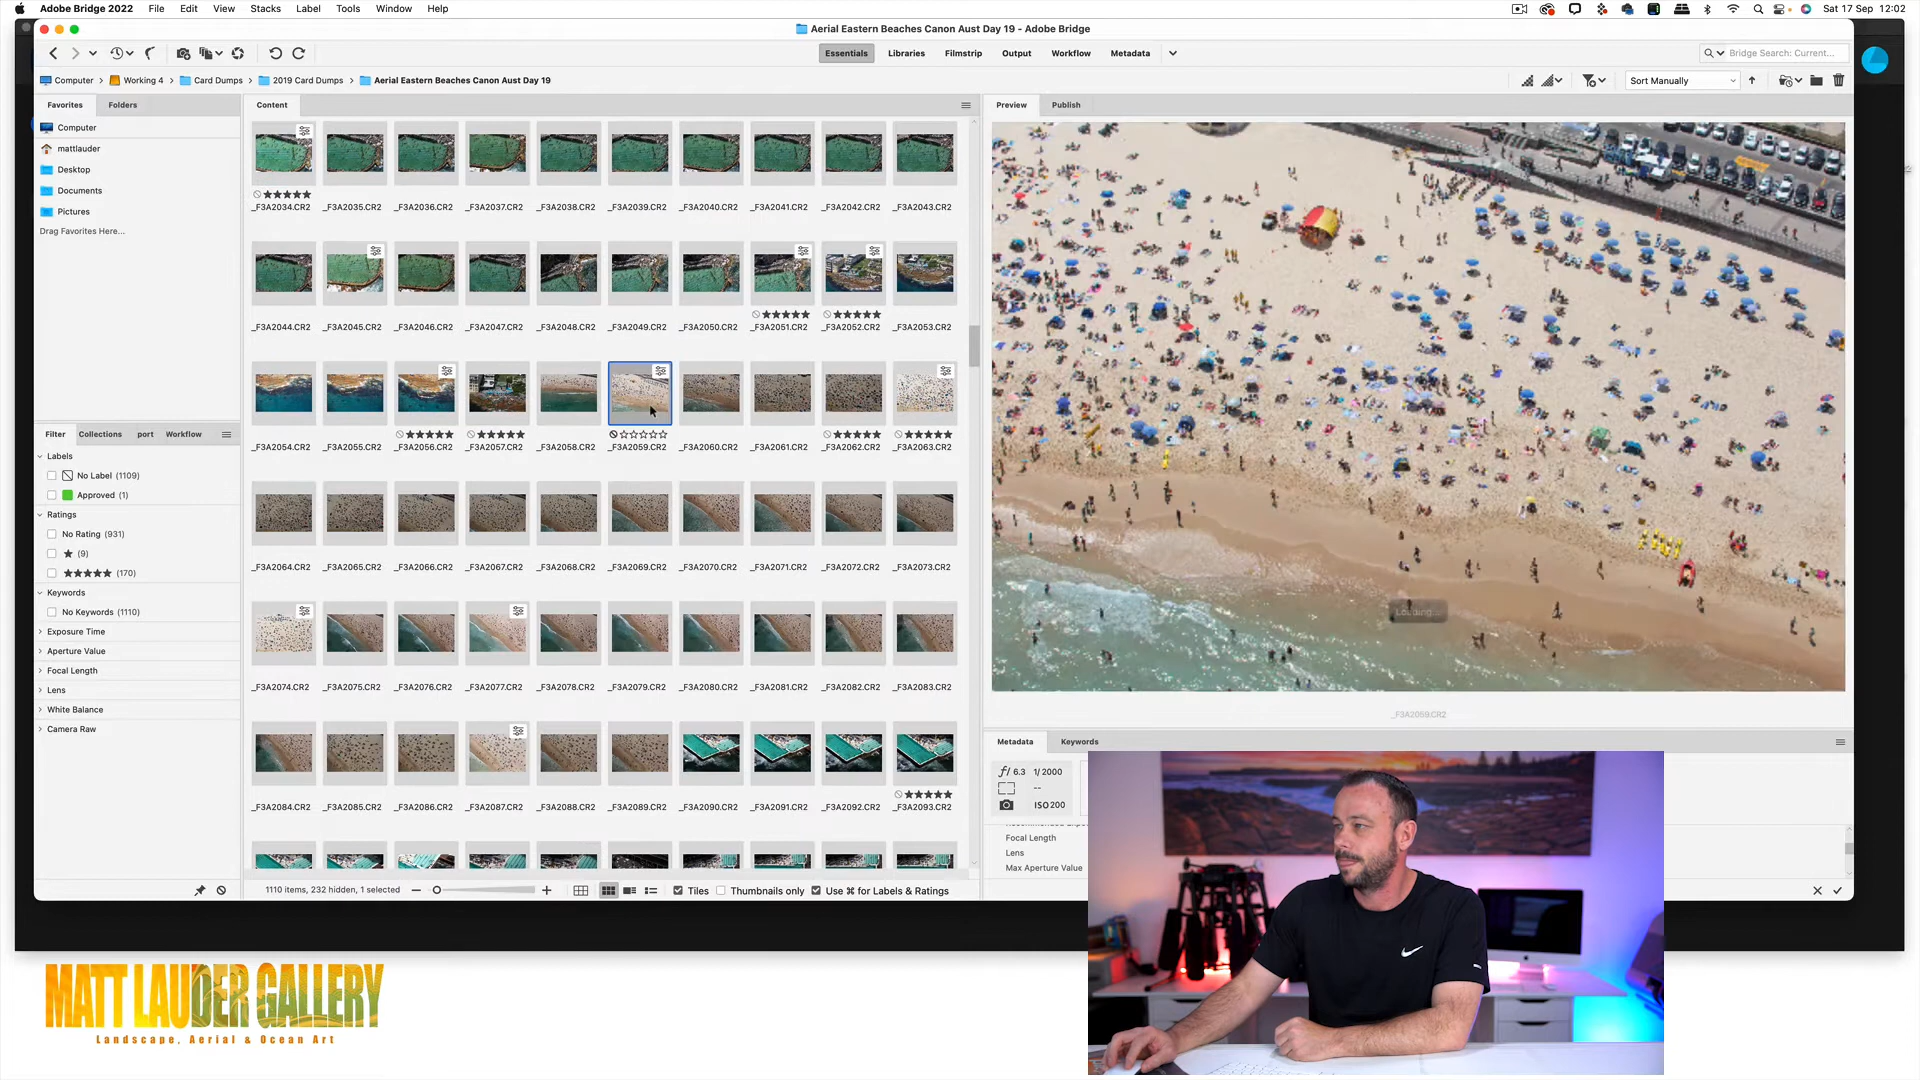 Adobe Bridge 2022 File Edit View Stacks Label Tools Window Help Sat 17 Sep 12:02
Aerial Eastern Beaches Canon Aust Day 19 - Adobe Bridge
Essentials Libraries Filmstrip Output Workflow Metadata Bridge Search: Current...
Computer Working 4 Card Dumps 2019 Card Dumps Aerial Eastern Beaches Canon Aust Day 19 Sort Manually
Favorites Folders Content Preview Publish
Computer
mattlauder
Desktop
Documents
Pictures
Drag Favorites Here...
_F3A2034.CR2 _F3A2035.CR2 _F3A2036.CR2 _F3A2037.CR2 _F3A2038.CR2 _F3A2039.CR2 _F3A2040.CR2 _F3A2041.CR2 _F3A2042.CR2 _F3A2043.CR2
_F3A2044.CR2 _F3A2045.CR2 _F3A2046.CR2 _F3A2047.CR2 _F3A2048.CR2 _F3A2049.CR2 _F3A2050.CR2 _F3A2051.CR2 _F3A2052.CR2 _F3A2053.CR2
_F3A2054.CR2 _F3A2055.CR2 _F3A2056.CR2 _F3A2057.CR2 _F3A2058.CR2 _F3A2059.CR2 _F3A2060.CR2 _F3A2061.CR2 _F3A2062.CR2 _F3A2063.CR2
_F3A2064.CR2 _F3A2065.CR2 _F3A2066.CR2 _F3A2067.CR2 _F3A2068.CR2 _F3A2069.CR2 _F3A2070.CR2 _F3A2071.CR2 _F3A2072.CR2 _F3A2073.CR2
_F3A2074.CR2 _F3A2075.CR2 _F3A2076.CR2 _F3A2077.CR2 _F3A2078.CR2 _F3A2079.CR2 _F3A2080.CR2 _F3A2081.CR2 _F3A2082.CR2 _F3A2083.CR2
_F3A2084.CR2 _F3A2085.CR2 _F3A2086.CR2 _F3A2087.CR2 _F3A2088.CR2 _F3A2089.CR2 _F3A2090.CR2 _F3A2091.CR2 _F3A2092.CR2 _F3A2093.CR2
Filter Collections port Workflow
Labels
No Label (1109)
Approved (1)
Ratings
No Rating (931)
★ (9)
★★★★★ (170)
Keywords
No Keywords (1110)
Exposure Time
Aperture Value
Focal Length
Lens
White Balance
Camera Raw
1110 items, 232 hidden, 1 selected Tiles Thumbnails only Use ⌘ for Labels & Ratings
Loading...
_F3A2059.CR2
Metadata Keywords
f/ 6.3 1/2000
--
ISO200
Focal Length
Lens
Max Aperture Value
MATT LAUDER GALLERY
Landscape, Aerial & Ocean Art